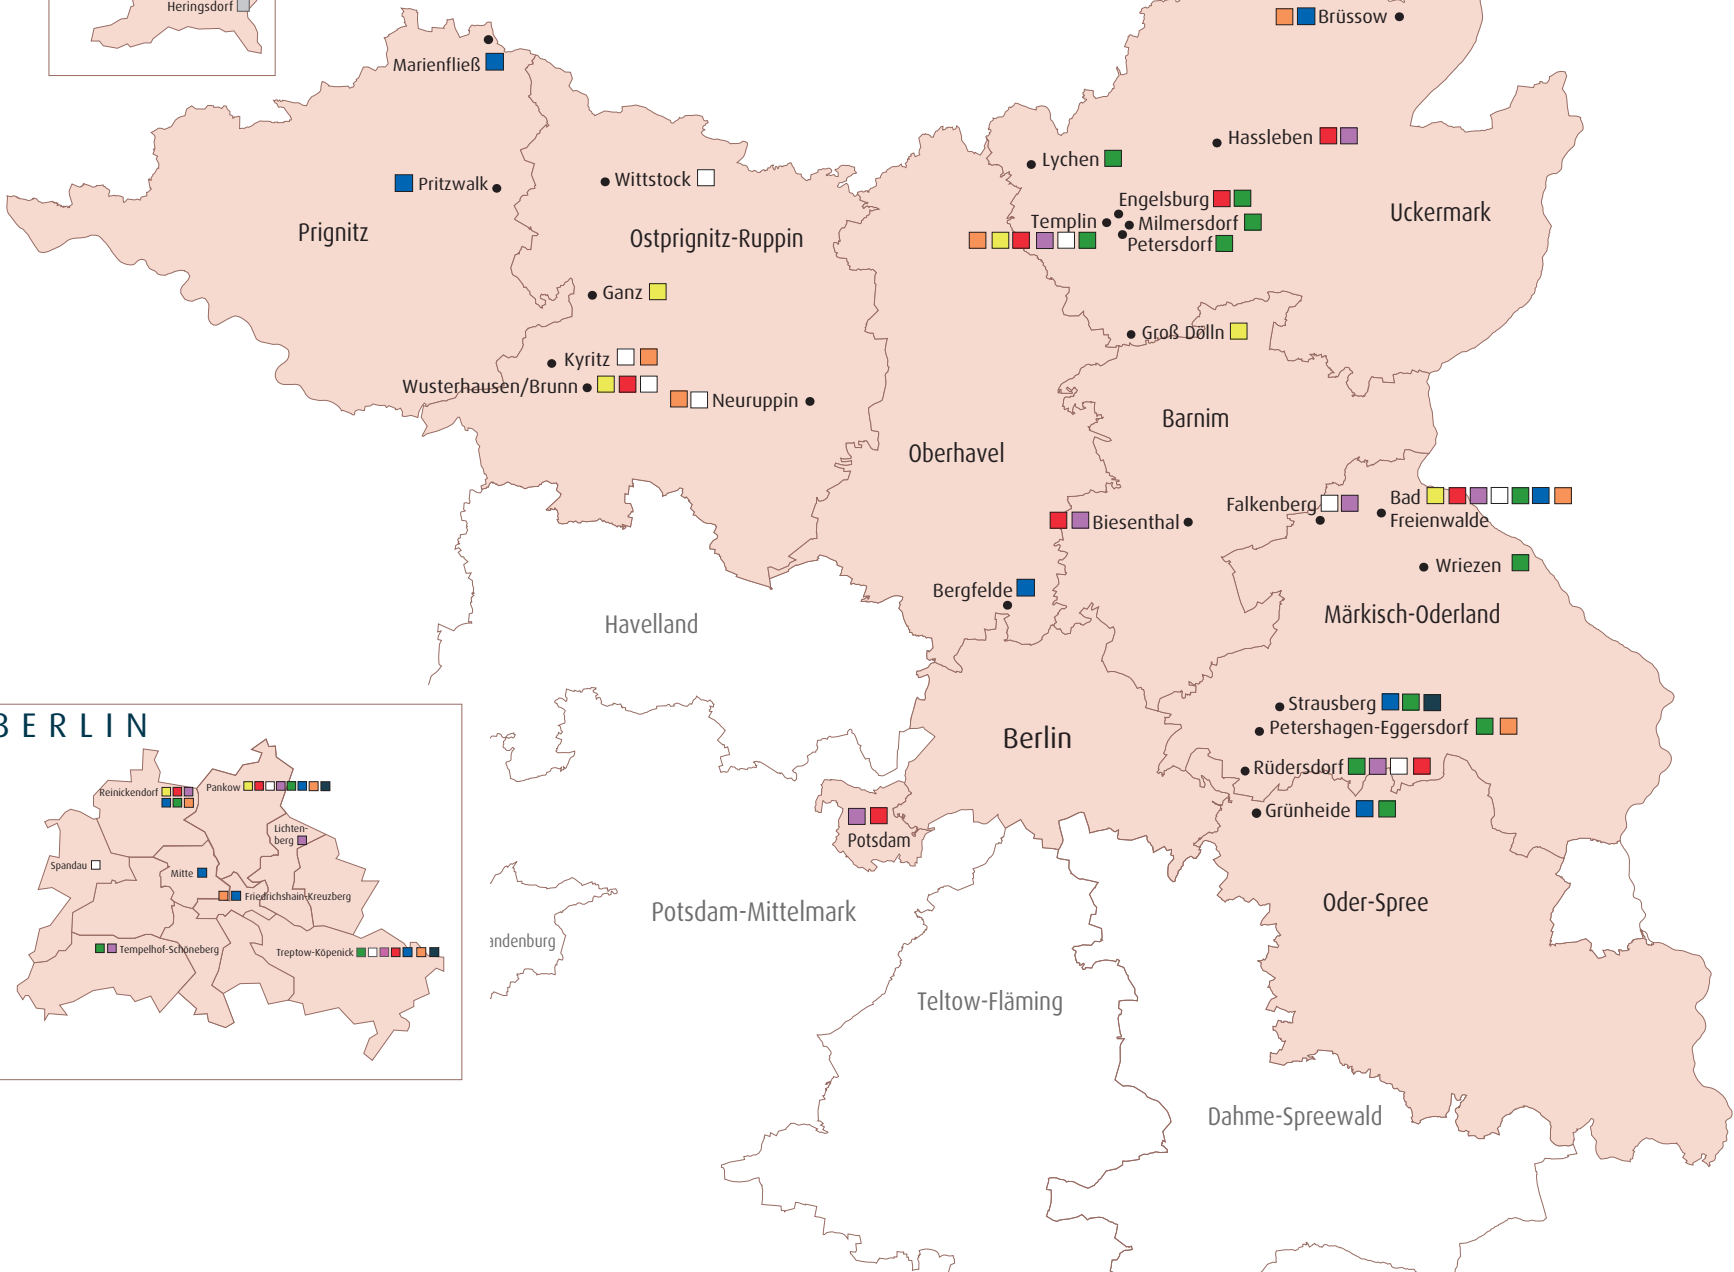 Heringsdorf
Brüssow
Marienfließ
Hassleben
Lychen
Pritzwalk
Wittstock
Engelsburg
Uckermark
Templin
Milmersdorf
Prignitz
Ostprignitz-Ruppin
Petersdorf
Ganz
Groß Dölln
Kyritz
Wusterhausen/Brunn
Neuruppin
Barnim
Oberhavel
Falkenberg
Bad
Freienwalde
Biesenthal
Wriezen
Bergfelde
Havelland
Märkisch-Oderland
Strausberg
BERLIN
Petershagen-Eggersdorf
Berlin
Rüdersdorf
Reinickendorf
Pankow
Grünheide
Lichten-
berg
Potsdam
Spandau
Mitte
Friedrichshain-Kreuzberg
Oder-Spree
Potsdam-Mittelmark
andenburg
Tempelhof-Schöneberg
Treptow-Köpenick
Teltow-Fläming
Dahme-Spreewald